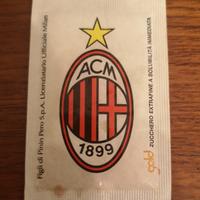 Figli di Pinin Pero S.p.A. Licenziatario Ufficiale Milan
ACM
1899
gold
ZUCCHERO EXTRAFINE A SOLUBILITÀ IMMEDIATA